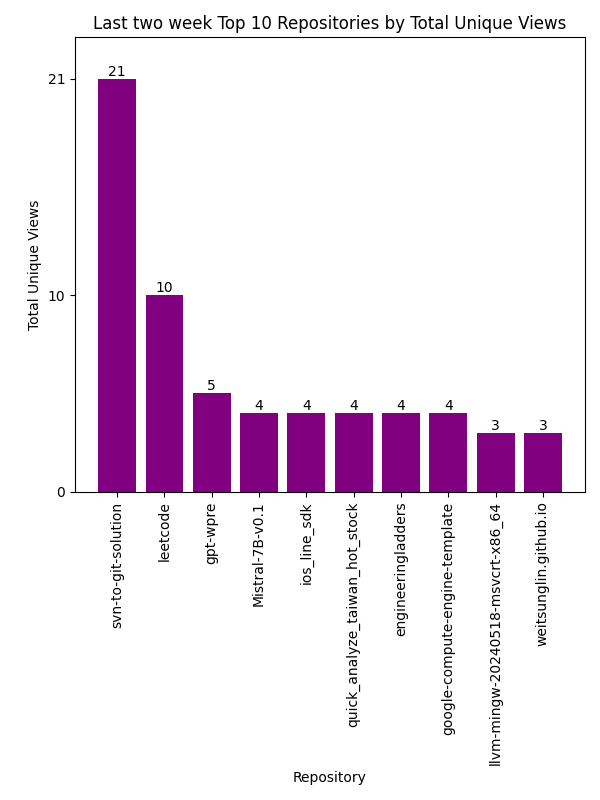 Last two week Top 10 Repositories by Total Unique Views
Total Unique Views
21
10
0
21
10
5
4
4
4
4
4
3
3
svn-to-git-solution
leetcode
gpt-wpre
Mistral-7B-v0.1
ios_line_sdk
quick_analyze_taiwan_hot_stock
engineeringladders
google-compute-engine-template
llvm-mingw-20240518-msvcrt-x86_64
weitsunglin.github.io
Repository